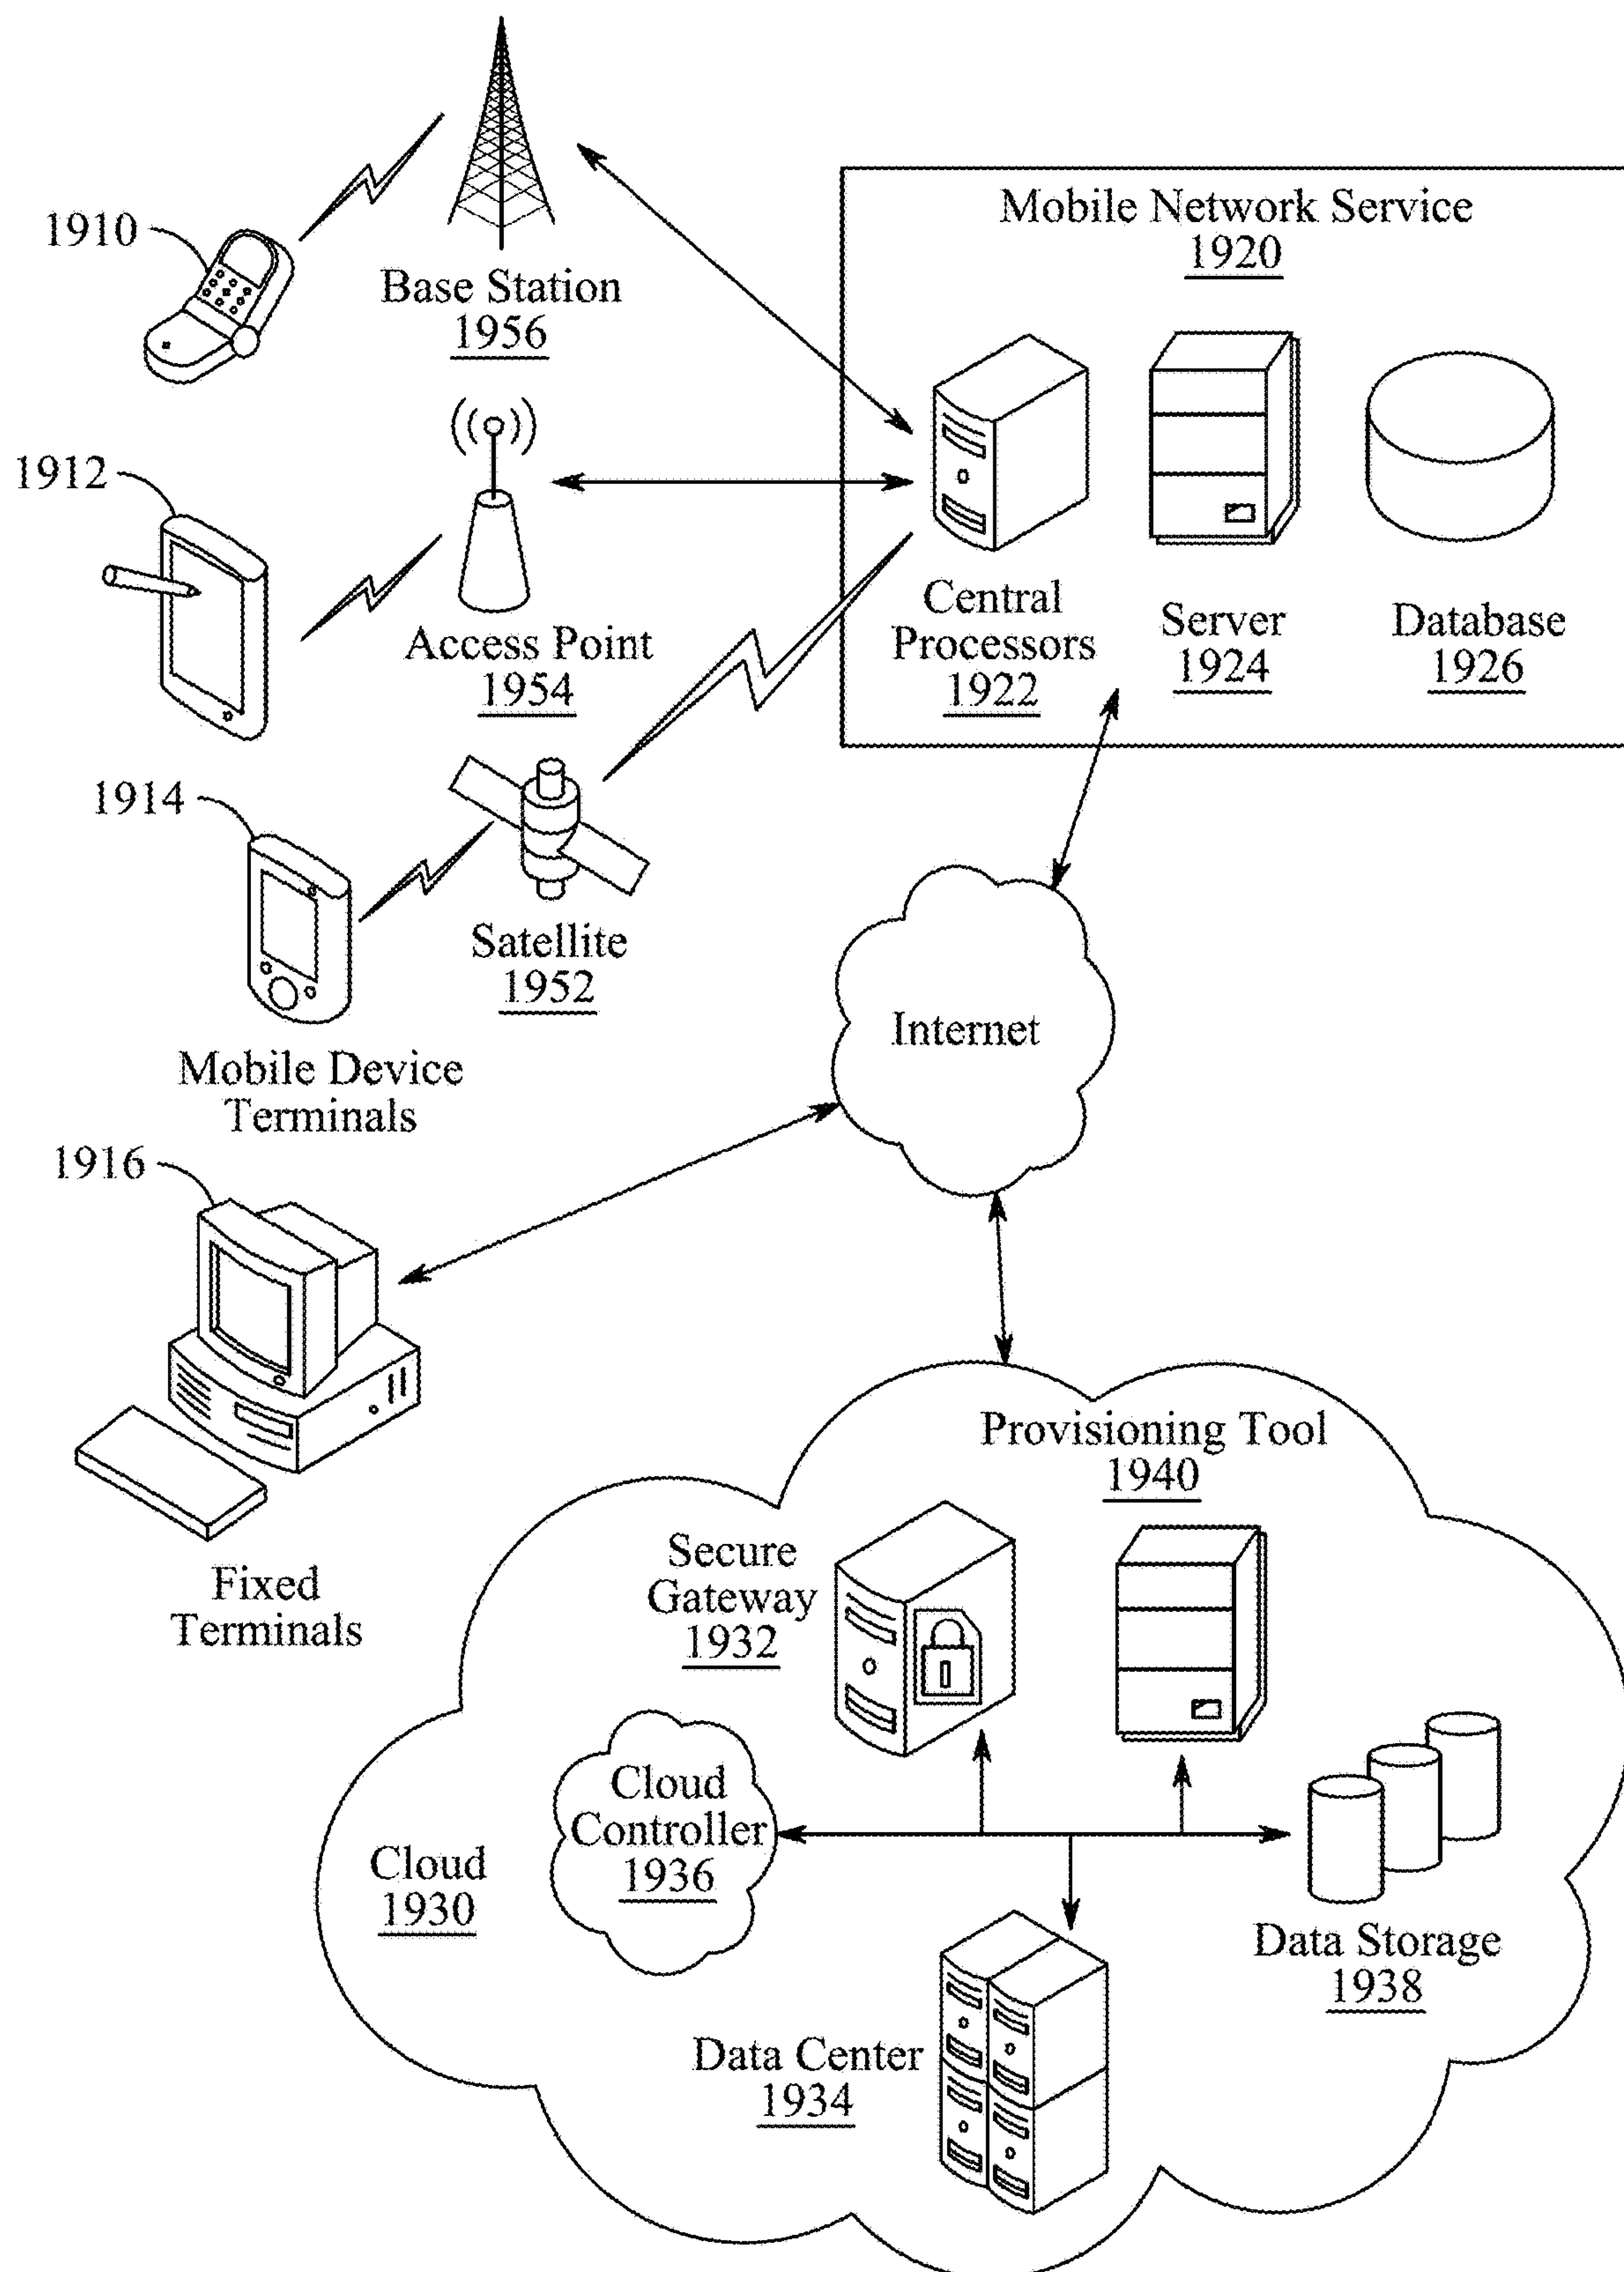 1910
Base Station
1956
Mobile Network Service
1920
1912
Access Point
1954
Central
Processors
1922
Server
1924
Database
1926
1914
Satellite
1952
Mobile Device
Terminals
Internet
1916
Fixed
Terminals
Provisioning Tool
1940
Secure
Gateway
1932
Cloud
Controller
1936
Cloud
1930
Data Storage
1938
Data Center
1934